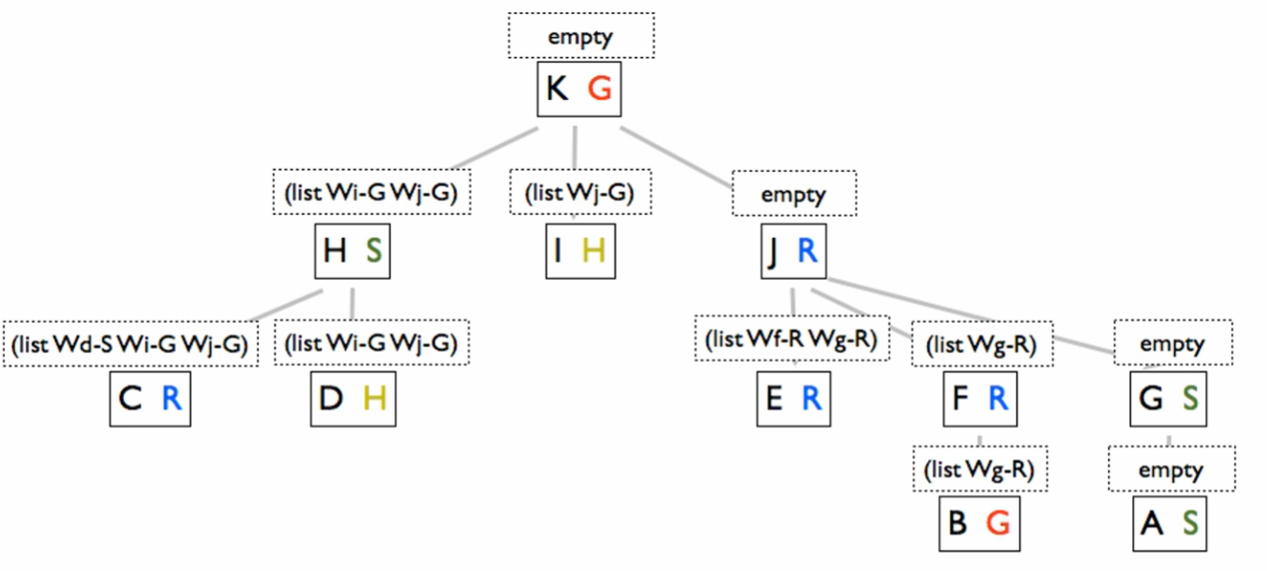 empty
K G
(list Wi-G Wj-G)
(list Wj-G)
empty
H S
I H
J R
(list Wd-S Wi-G Wj-G)
(list Wi-G Wj-G)
(list Wf-R Wg-R)
(list Wg-R)
empty
C R
D H
E R
F R
G S
(list Wg-R)
empty
B G
A S